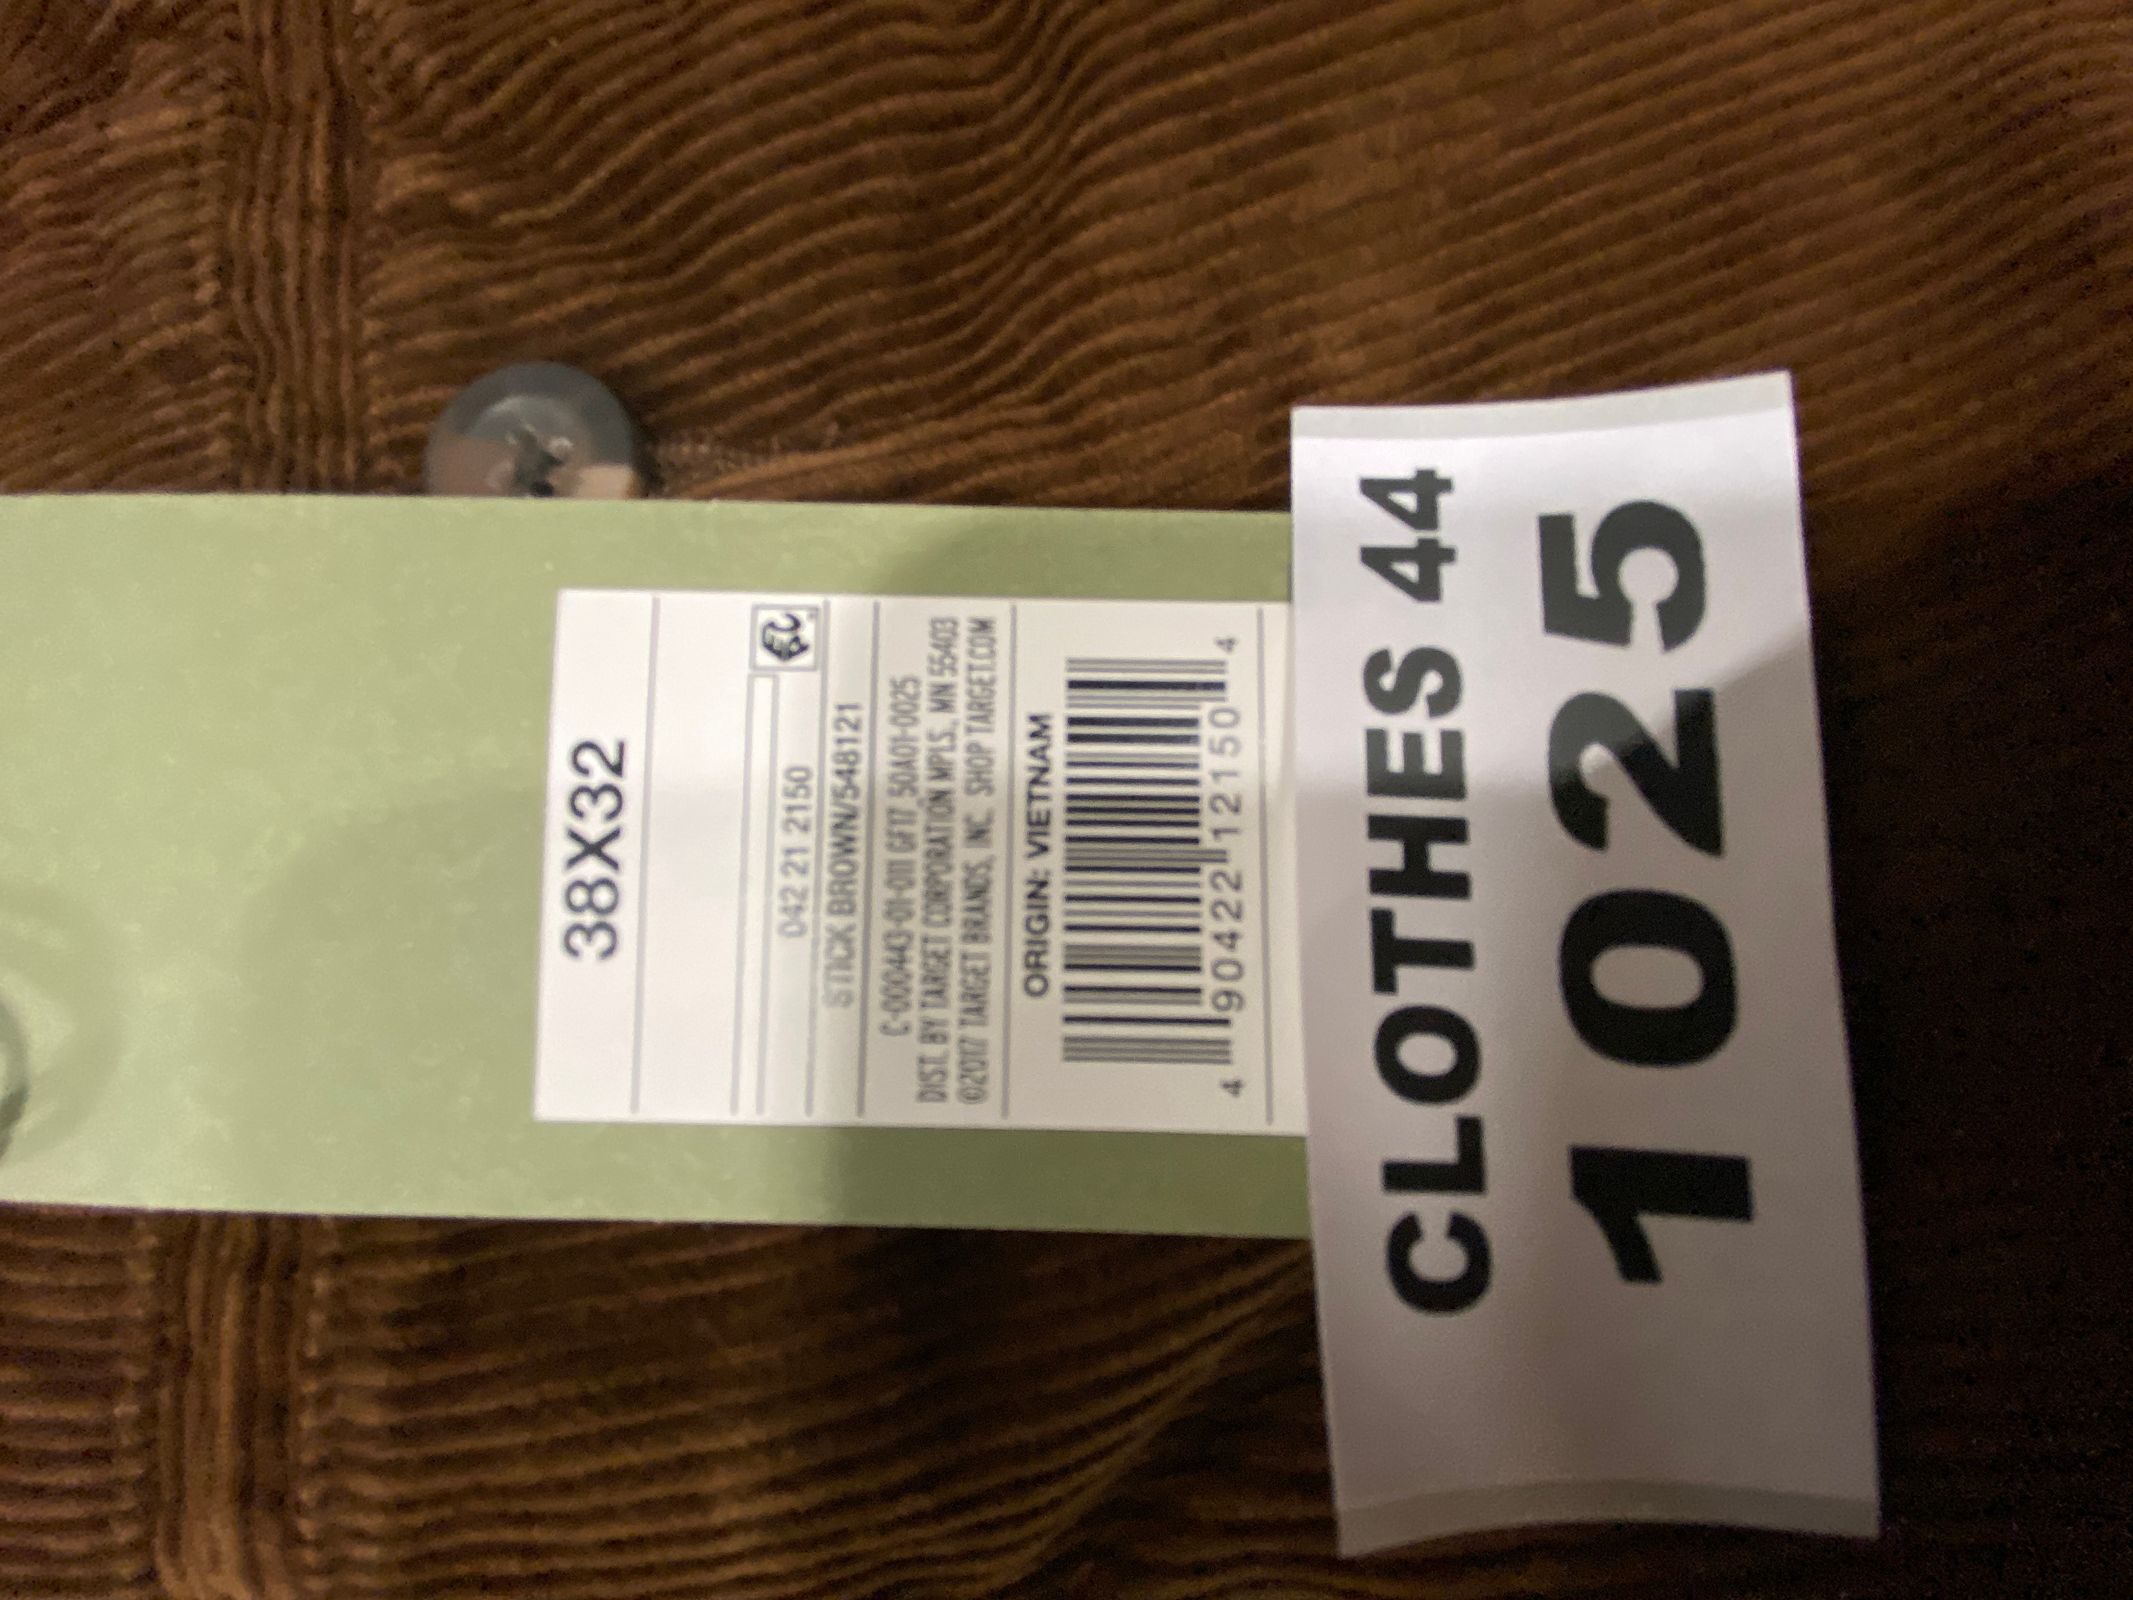 38X32
EC
042 21 2150
STICK BROWN/5481121
C-000443-01-011 GF17 50A01-0025
DIST. BY TARGET CORPORATION MPLS., MN 55403
©2017 TARGET BRANDS, INC. SHOP TARGET.COM
ORIGIN: VIETNAM
4 90422 12150 4
CLOTHES 44
1025